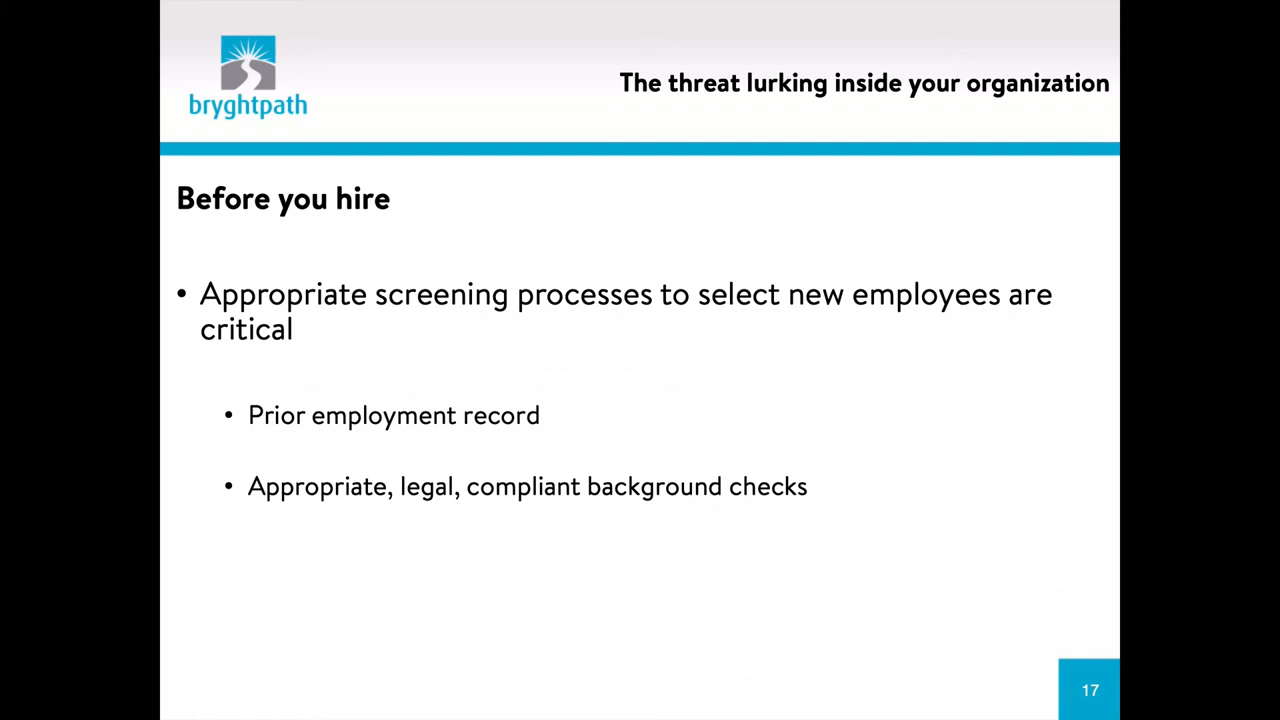 bryghtpath
The threat lurking inside your organization
Before you hire
• Appropriate screening processes to select new employees are
critical
• Prior employment record
• Appropriate, legal, compliant background checks
17